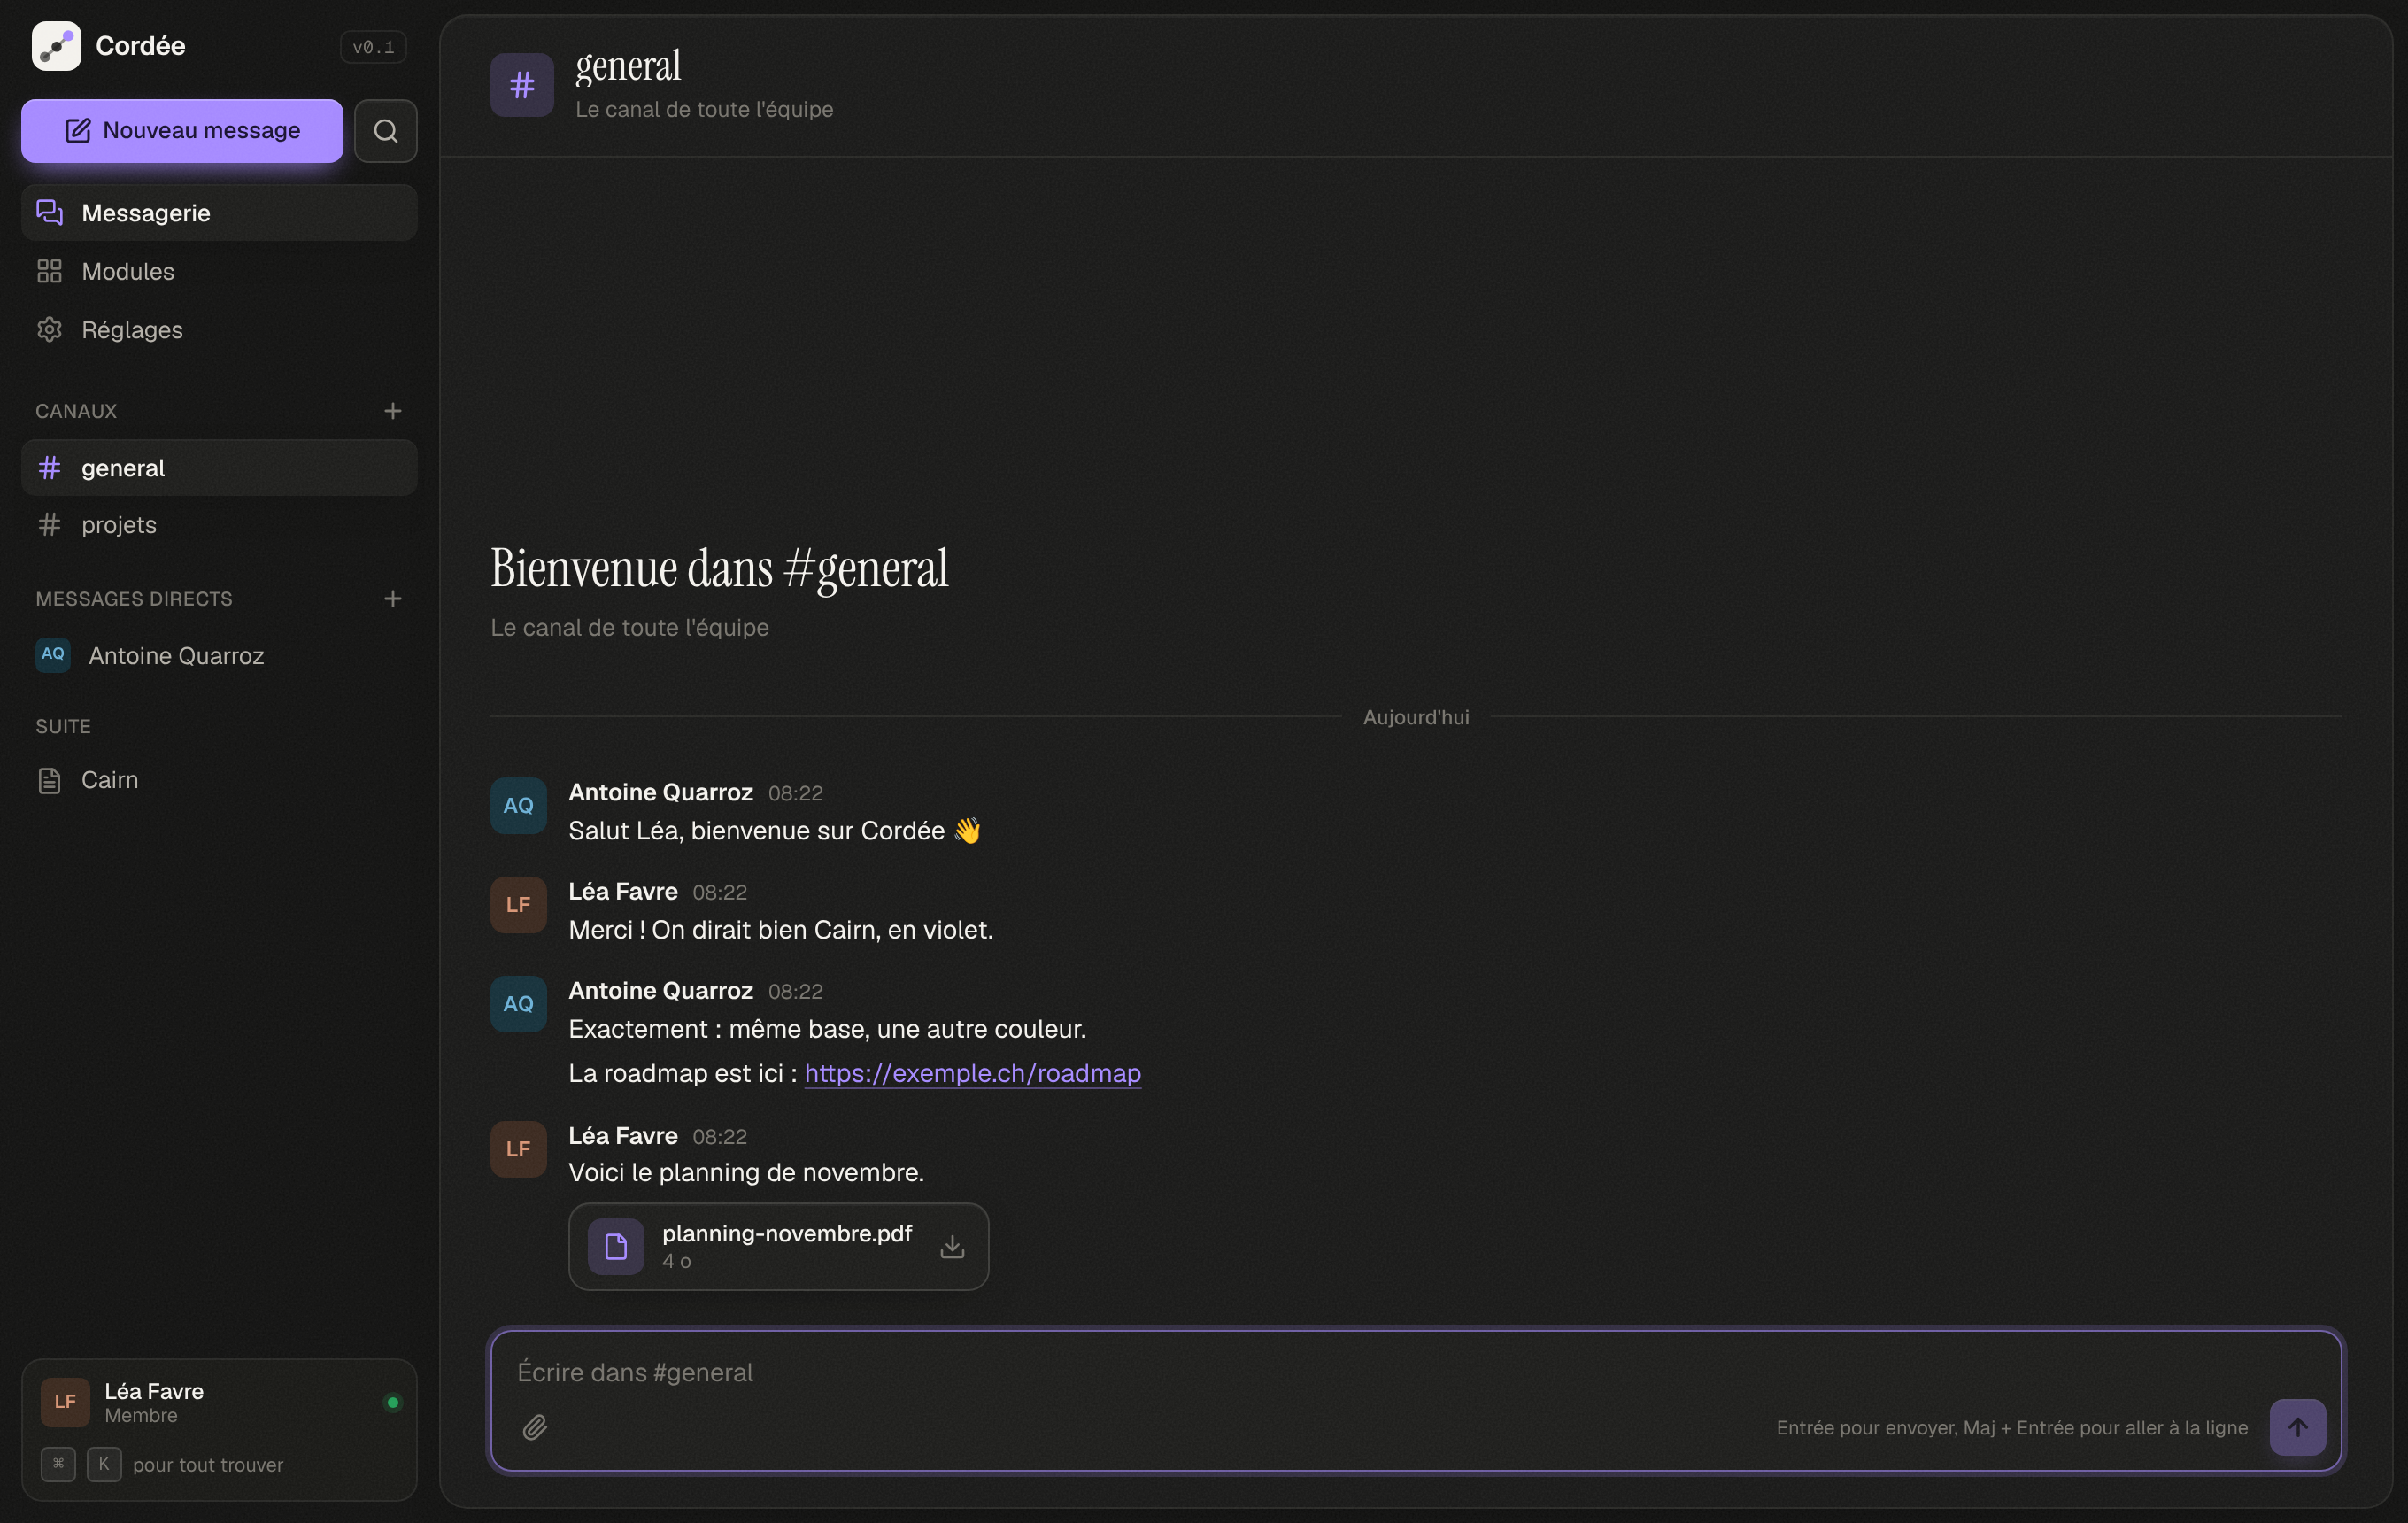 Cordée
v0.1
Nouveau message
Messagerie
Modules
Réglages
CANAUX
# general
# projets
MESSAGES DIRECTS
AQ Antoine Quarroz
SUITE
Cairn
LF Léa Favre
Membre
⌘ K pour tout trouver
# general
Le canal de toute l'équipe
Bienvenue dans #general
Le canal de toute l'équipe
Aujourd'hui
AQ Antoine Quarroz 08:22
Salut Léa, bienvenue sur Cordée 👋
LF Léa Favre 08:22
Merci ! On dirait bien Cairn, en violet.
AQ Antoine Quarroz 08:22
Exactement : même base, une autre couleur.
La roadmap est ici : https://exemple.ch/roadmap
LF Léa Favre 08:22
Voici le planning de novembre.
planning-novembre.pdf
4 o
Écrire dans #general
Entrée pour envoyer, Maj + Entrée pour aller à la ligne